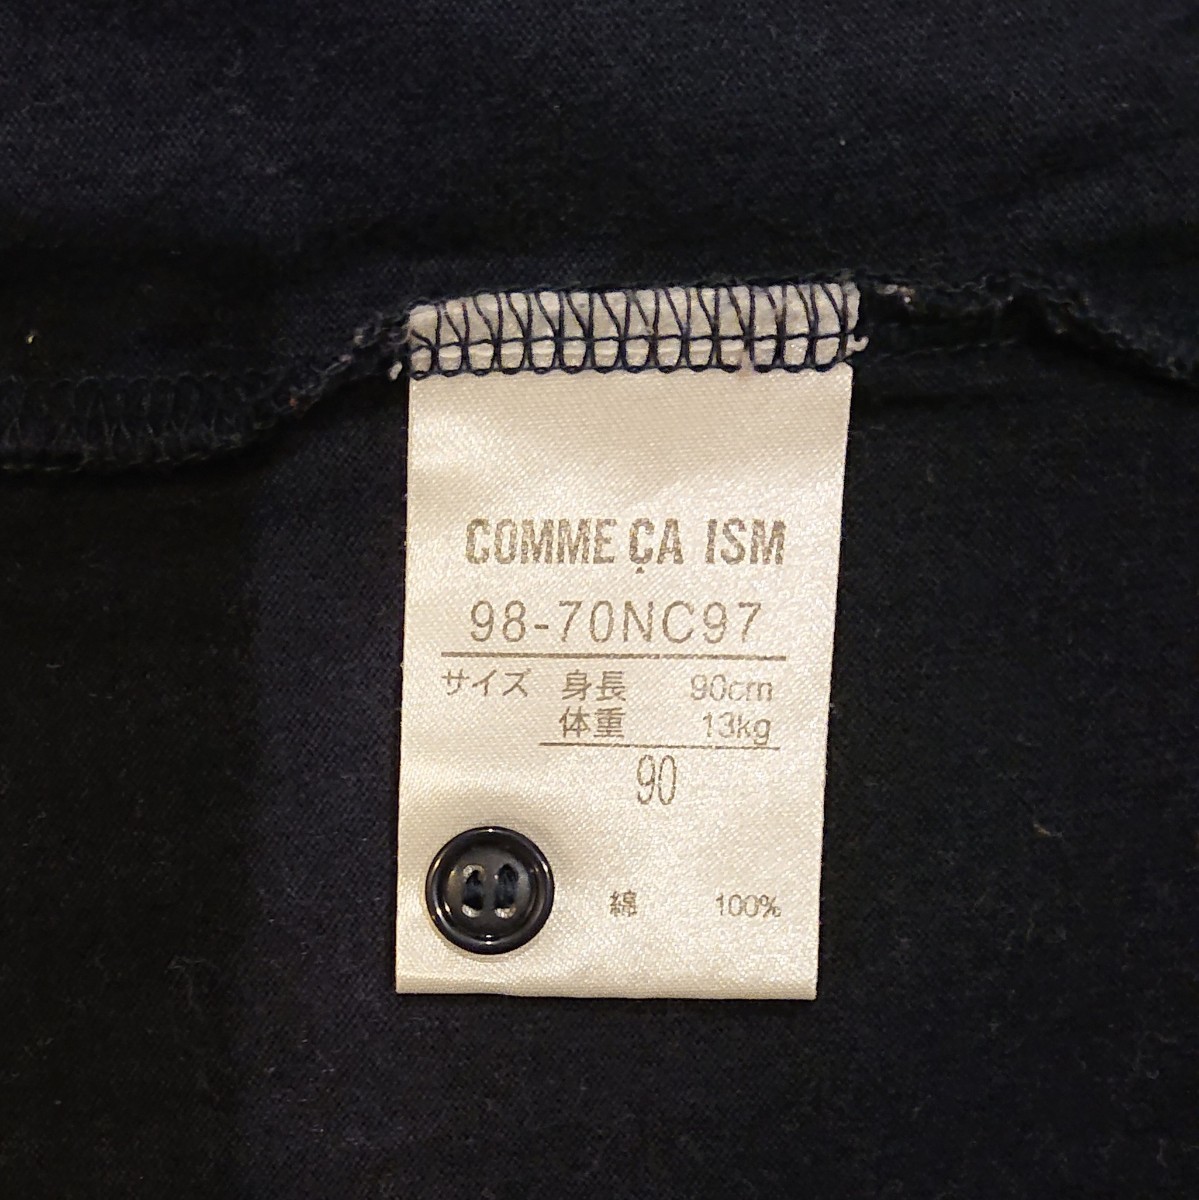 COMME ÇA ISM
98-70NC97
サイズ 身長 90cm
体重 13kg
90
綿 100%